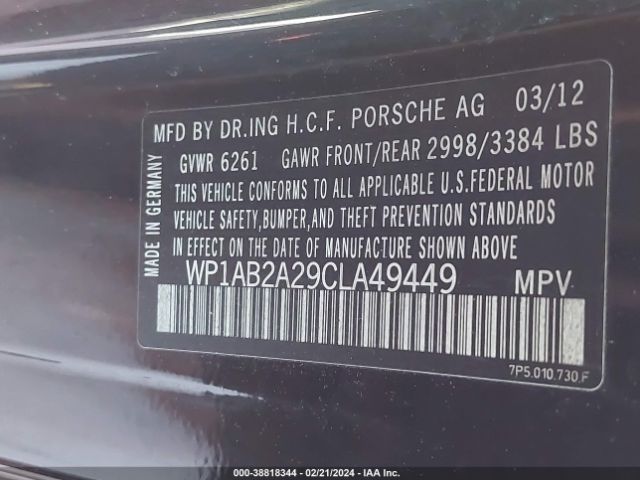 MFD BY DR.ING H.C.F. PORSCHE AG 03/12
GVWR 6261 GAWR FRONT/REAR 2998/3384 LBS
THIS VEHICLE CONFORMS TO ALL APPLICABLE U.S.FEDERAL MOTOR
VEHICLE SAFETY,BUMPER,AND THEFT PREVENTION STANDARDS
IN EFFECT ON THE DATE OF MANUFACTURE SHOWN ABOVE.
MADE IN GERMANY
WP1AB2A29CLA49449 MPV
7P5.010.730.F
000-38818344 / 02/21/2024 - IAA Inc.